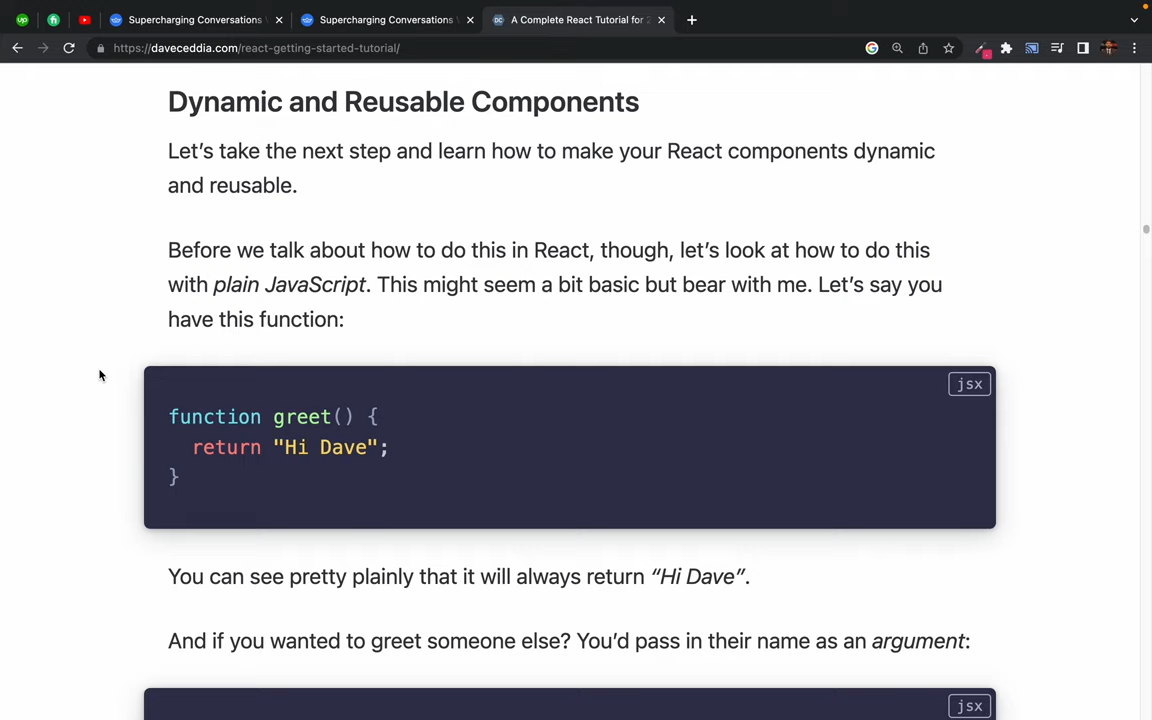 up
fi
Supercharging Conversations
Supercharging Conversations
DC
A Complete React Tutorial for 2
https://daveceddia.com/react-getting-started-tutorial/
Dynamic and Reusable Components
Let’s take the next step and learn how to make your React components dynamic
and reusable.
Before we talk about how to do this in React, though, let’s look at how to do this
with plain JavaScript. This might seem a bit basic but bear with me. Let’s say you
have this function:
jsx
function greet() {
  return "Hi Dave";
}
You can see pretty plainly that it will always return “Hi Dave”.
And if you wanted to greet someone else? You’d pass in their name as an argument:
jsx